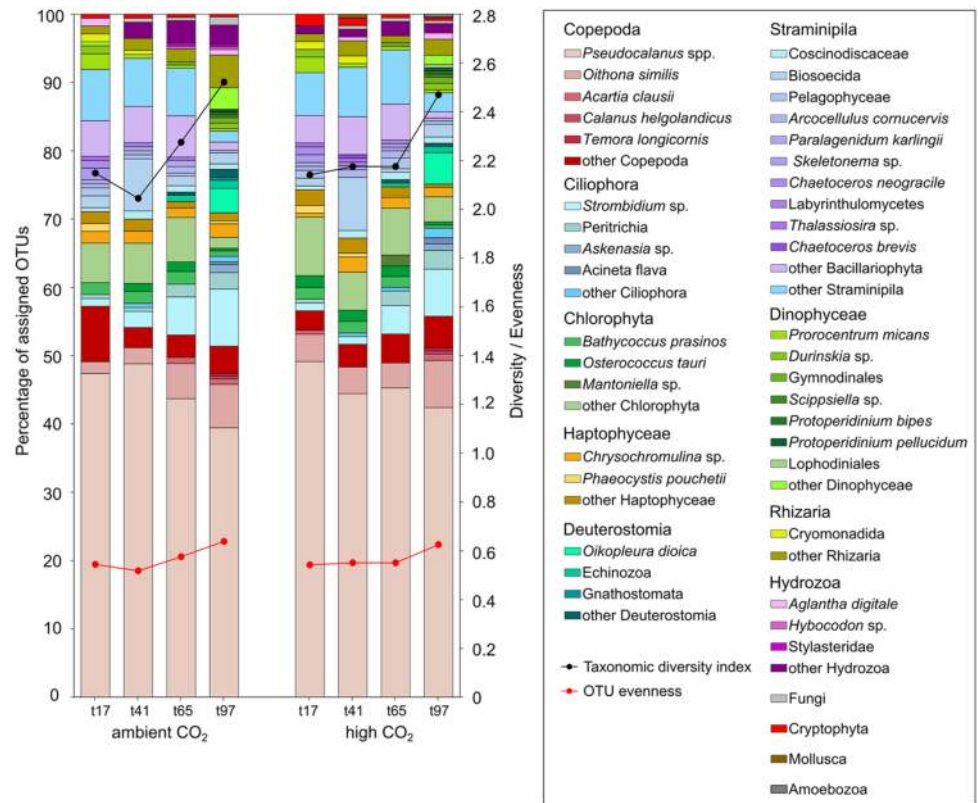 100
90
80
70
60
50
40
30
20
10
0
Percentage of assigned OTUs
2.8
2.6
2.4
2.2
2.0
1.8
1.6
1.4
1.2
1.0
0.8
0.6
0.4
0.2
0
Diversity / Evenness
t17 t41 t65 t97 t17 t41 t65 t97
ambient CO₂ high CO₂
Copepoda
Pseudocalanus spp.
Oithona similis
Acartia clausii
Calanus helgolandicus
Temora longicornis
other Copepoda
Ciliophora
Strombidium sp.
Peritrichia
Askenasia sp.
Acineta flava
other Ciliophora
Chlorophyta
Bathycoccus prasinos
Osterococcus tauri
Mantoniella sp.
other Chlorophyta
Haptophyceae
Chrysochromulina sp.
Phaeocystis pouchetii
other Haptophyceae
Deuterostomia
Oikopleura dioica
Echinozoa
Gnathostomata
other Deuterostomia
Taxonomic diversity index
OTU evenness
Straminipila
Coscinodiscaceae
Biosoecida
Pelagophyceae
Arcocellulus cornucervis
Paralagenidum karlingii
Skeletonema sp.
Chaetoceros neogracile
Labyrinthulomycetes
Thalassiosira sp.
Chaetoceros brevis
other Bacillariophyta
other Straminipila
Dinophyceae
Prorocentrum micans
Durinskia sp.
Gymnodinales
Scippsiella sp.
Protoperidinium bipes
Protoperidinium pellucidum
Lophodiniales
other Dinophyceae
Rhizaria
Cryomonadida
other Rhizaria
Hydrozoa
Aglantha digitale
Hybocodon sp.
Stylasteridae
other Hydrozoa
Fungi
Cryptophyta
Mollusca
Amoebozoa